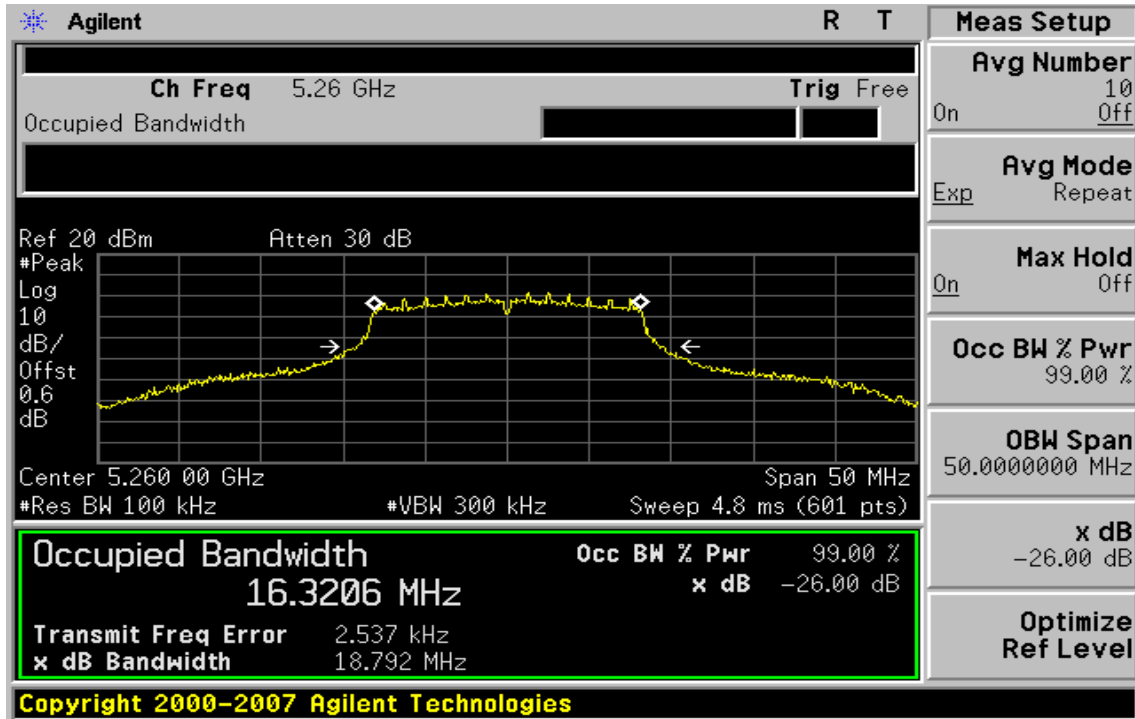 Agilent R T
Ch Freq 5.26 GHz Trig Free
Occupied Bandwidth
Ref 20 dBm Atten 30 dB
#Peak
Log
10
dB/
Offst
0.6
dB
Center 5.260 00 GHz Span 50 MHz
#Res BW 100 kHz #VBW 300 kHz Sweep 4.8 ms (601 pts)
Occupied Bandwidth Occ BW % Pwr 99.00 %
16.3206 MHz x dB -26.00 dB
Transmit Freq Error 2.537 kHz
x dB Bandwidth 18.792 MHz
Copyright 2000-2007 Agilent Technologies
Meas Setup
Avg Number
10
On Off
Avg Mode
Exp Repeat
Max Hold
On Off
Occ BW % Pwr
99.00 %
OBW Span
50.0000000 MHz
x dB
-26.00 dB
Optimize
Ref Level